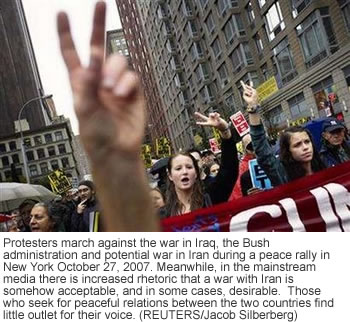 Protesters march against the war in Iraq, the Bush
administration and potential war in Iran during a peace rally in
New York October 27, 2007. Meanwhile, in the mainstream
media there is increased rhetoric that a war with Iran is
somehow acceptable, and in some cases, desirable.  Those
who seek for peaceful relations between the two countries find
little outlet for their voice. (REUTERS/Jacob Silberberg)